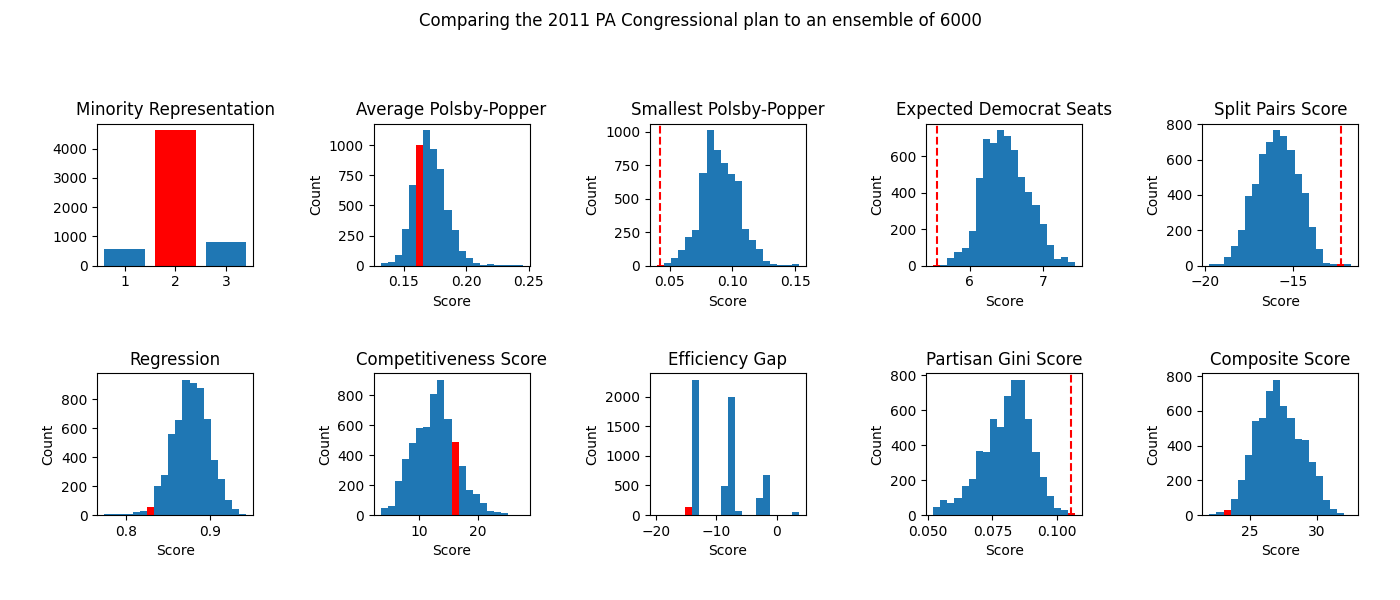 Comparing the 2011 PA Congressional plan to an ensemble of 6000
Minority Representation
4000
3000
2000
1000
0
1 2 3
Average Polsby-Popper
Count
1000
750
500
250
0
0.15 0.20 0.25
Score
Smallest Polsby-Popper
Count
1000
750
500
250
0
0.05 0.10 0.15
Score
Expected Democrat Seats
Count
600
400
200
0
6 7
Score
Split Pairs Score
Count
800
600
400
200
0
−20 −15
Score
Regression
Count
800
600
400
200
0
0.8 0.9
Score
Competitiveness Score
Count
800
600
400
200
0
10 20
Score
Efficiency Gap
Count
2000
1500
1000
500
0
−20 −10 0
Score
Partisan Gini Score
Count
800
600
400
200
0
0.050 0.075 0.100
Score
Composite Score
Count
800
600
400
200
0
25 30
Score